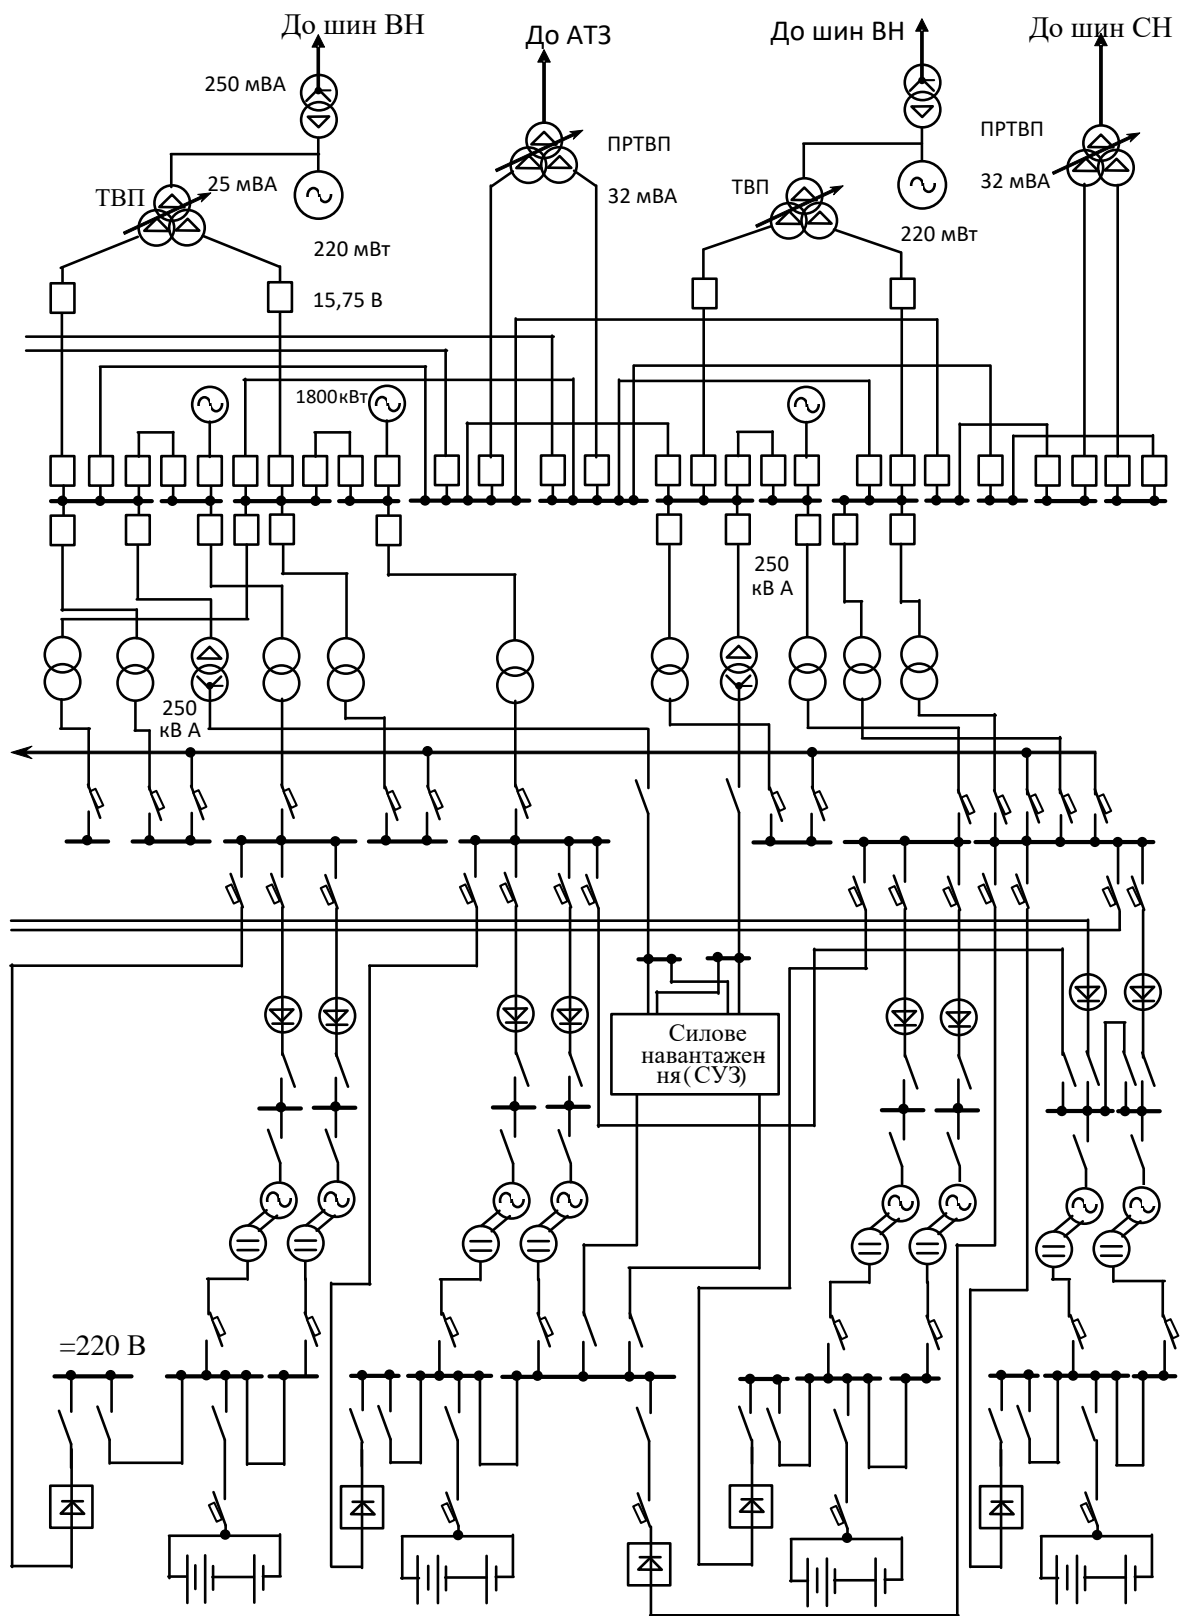 До шин ВН
До АТЗ
До шин ВН
До шин СН
250 мВА
ПРТВП
ПРТВП
ТВП
25 мВА
32 мВА
ТВП
32 мВА
220 мВт
220 мВт
15,75 В
1800кВт
250
кВ А
250
кВ А
Силове
навантажен
ня(СУЗ)
=220 В